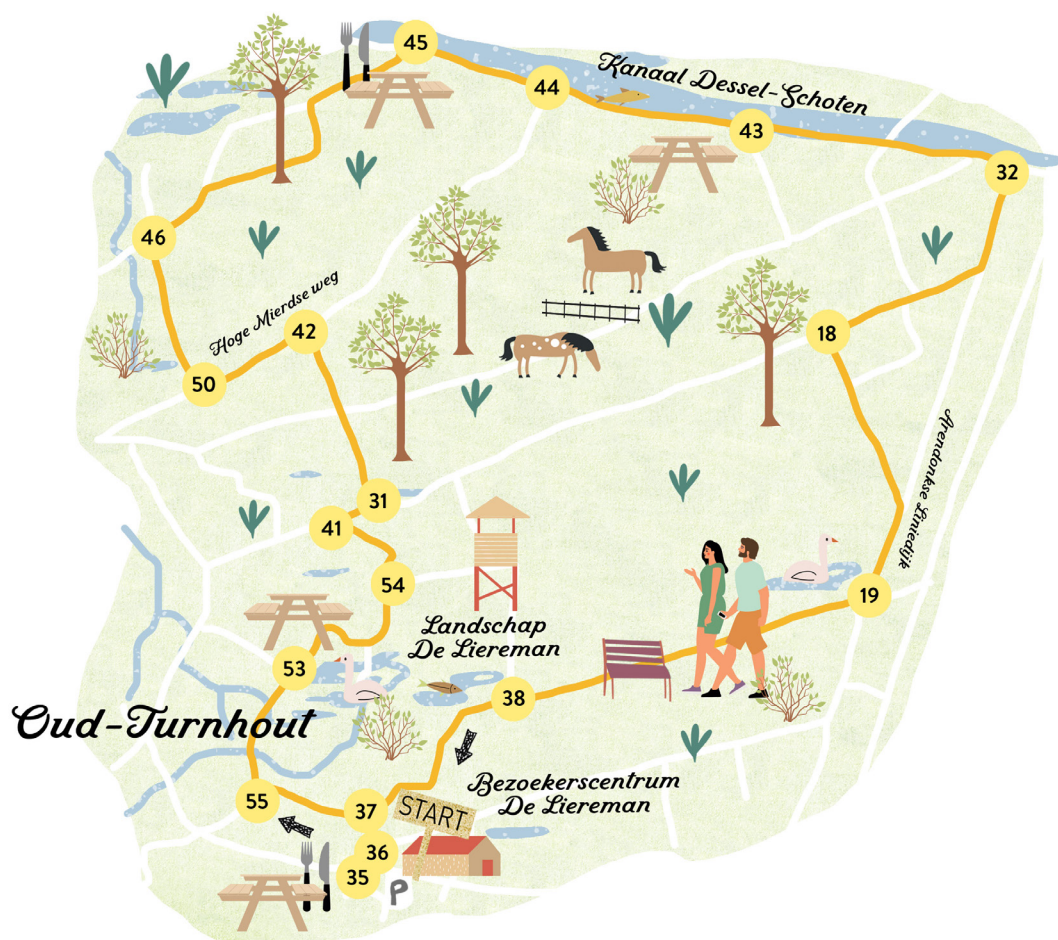 45
44
Kanaal Dessel-Schoten
43
32
46
Hoge Mierdse weg
42
18
50
Arendonkse Liniedijk
31
41
54
19
Landschap
De Liereman
53
38
Oud-Turnhout
Bezoekerscentrum
De Liereman
55
37
START
36
35
P